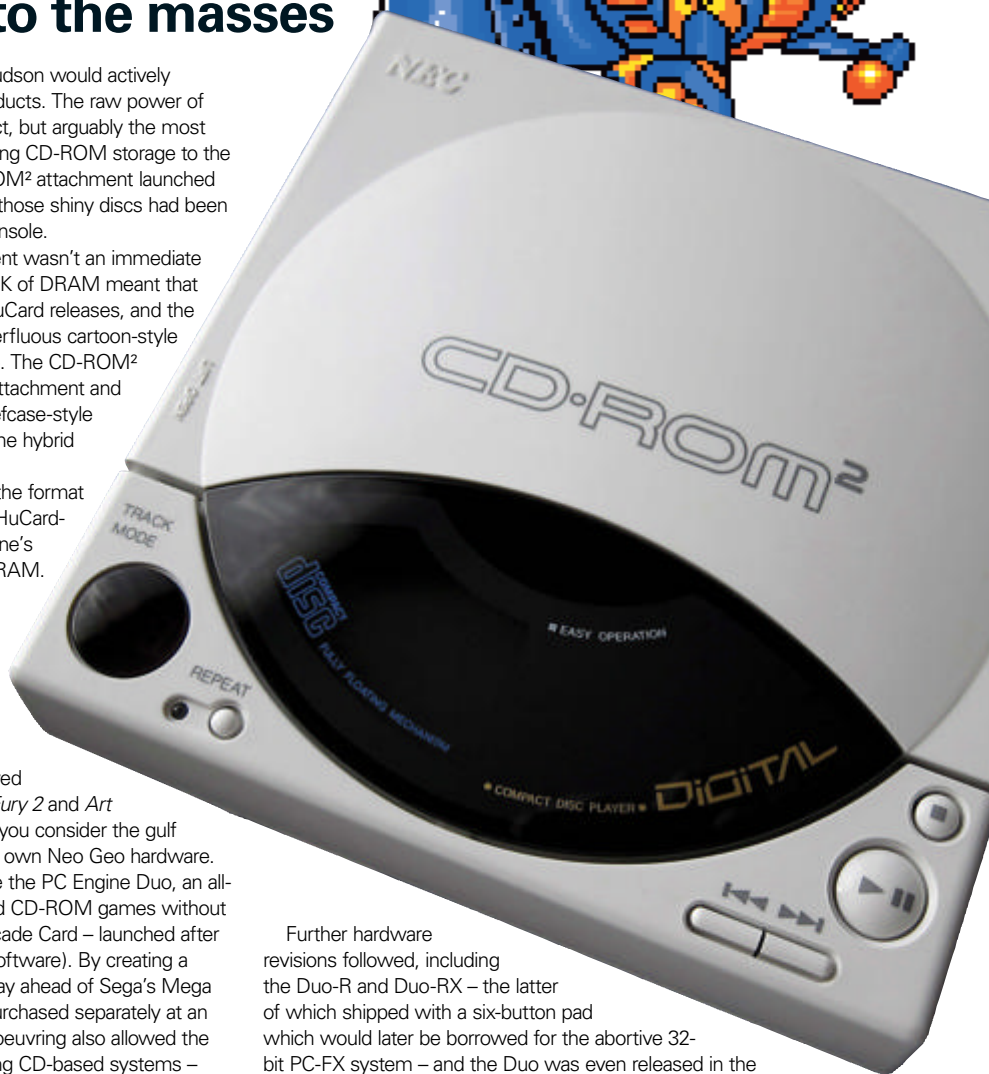 to the masses
udson would actively
ducts. The raw power of
ct, but arguably the most
ng CD-ROM storage to the
OM² attachment launched
those shiny discs had been
nsole.
ent wasn't an immediate
K of DRAM meant that
uCard releases, and the
erfluous cartoon-style
. The CD-ROM²
ttachment and
efcase-style
ne hybrid
the format
HuCard-
ne's
RAM.
ed
Fury 2 and Art
you consider the gulf
own Neo Geo hardware.
e the PC Engine Duo, an all-
d CD-ROM games without
cade Card – launched after
oftware). By creating a
ay ahead of Sega's Mega
urchased separately at an
oeuvring also allowed the
ng CD-based systems –
Further hardware
revisions followed, including
the Duo-R and Duo-RX – the latter
of which shipped with a six-button pad
which would later be borrowed for the abortive 32-
bit PC-FX system – and the Duo was even released in the
NEC
CD·ROM²
TRACK
MODE
REPEAT
COMPACT
disc
FULLY FLOATING MECHANISM
EASY OPERATION
COMPACT DISC PLAYER
DiGiTAL